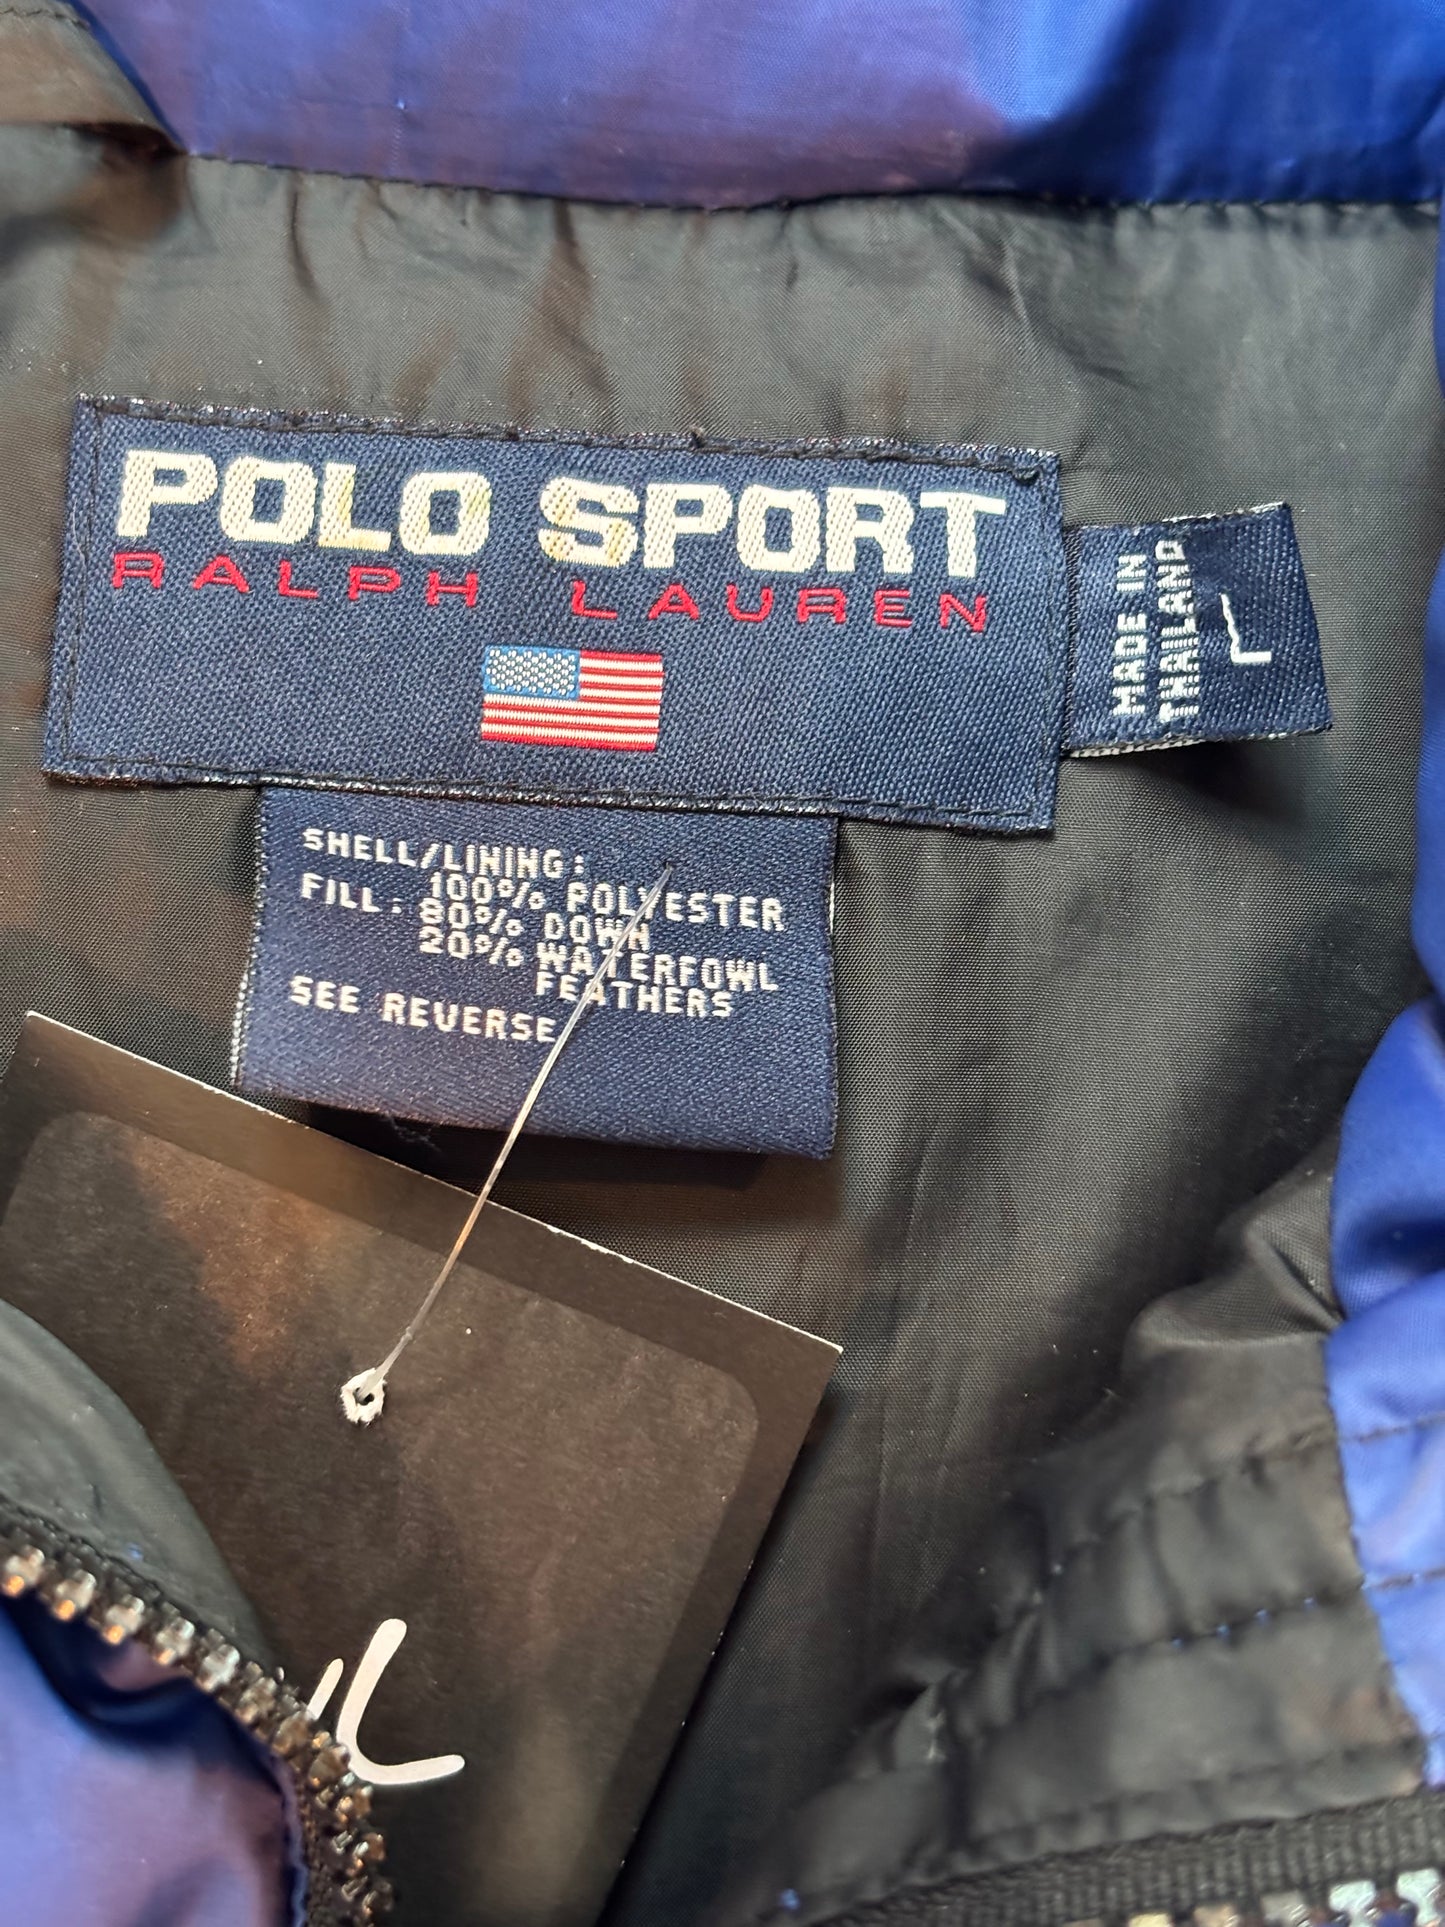 POLO SPORT
RALPH LAUREN
MADE IN
THAILAND
L
SHELL/LINING:
100% POLYESTER
FILL: 80% DOWN
20% WATERFOWL
FEATHERS
SEE REVERSE